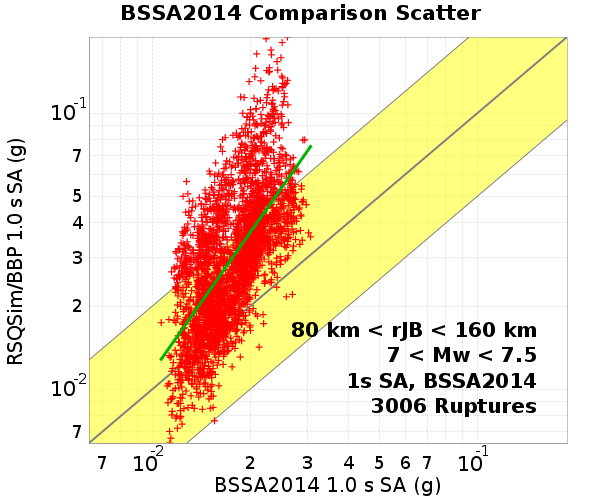 BSSA2014 Comparison Scatter
RSQSim/BBP 1.0 s SA (g)
10-1
7
5
4
3
2
10-2
7
80 km < rJB < 160 km
7 < Mw < 7.5
1s SA, BSSA2014
3006 Ruptures
7 10-2 2 3 4 5 6 7 10-1
BSSA2014 1.0 s SA (g)